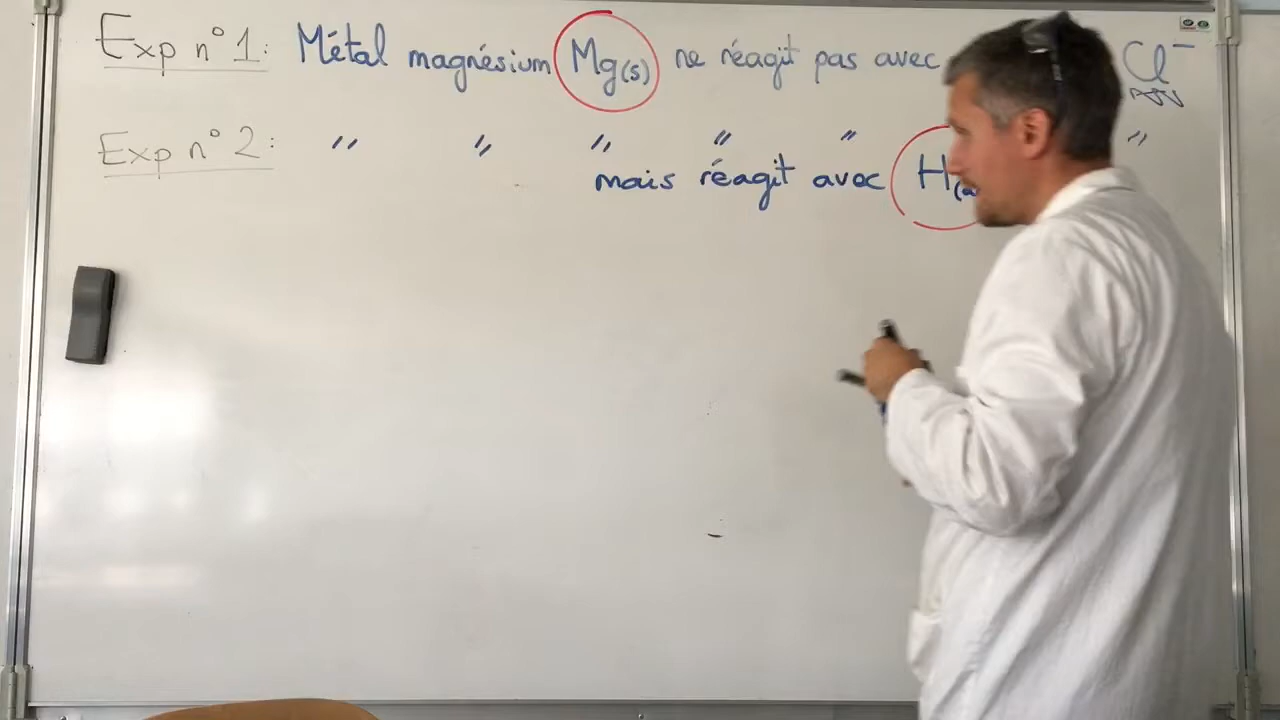 Exp n° 1: Métal magnésium Mg(s) ne réagit pas avec Cl⁻
Exp n° 2: " " " " " "
mais réagit avec H(a